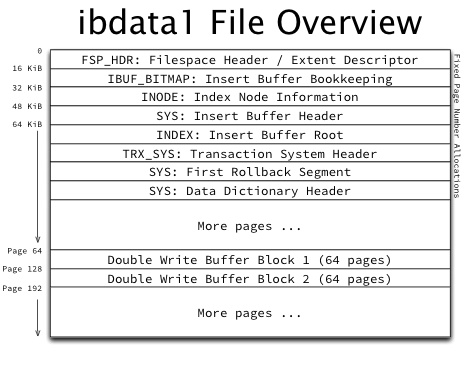 ibdata1 File Overview
0
FSP_HDR: Filespace Header / Extent Descriptor
16 KiB
IBUF_BITMAP: Insert Buffer Bookkeeping
32 KiB
INODE: Index Node Information
48 KiB
SYS: Insert Buffer Header
64 KiB
INDEX: Insert Buffer Root
TRX_SYS: Transaction System Header
SYS: First Rollback Segment
SYS: Data Dictionary Header
Fixed Page Number Allocations
More pages ...
Page 64
Double Write Buffer Block 1 (64 pages)
Page 128
Double Write Buffer Block 2 (64 pages)
Page 192
More pages ...